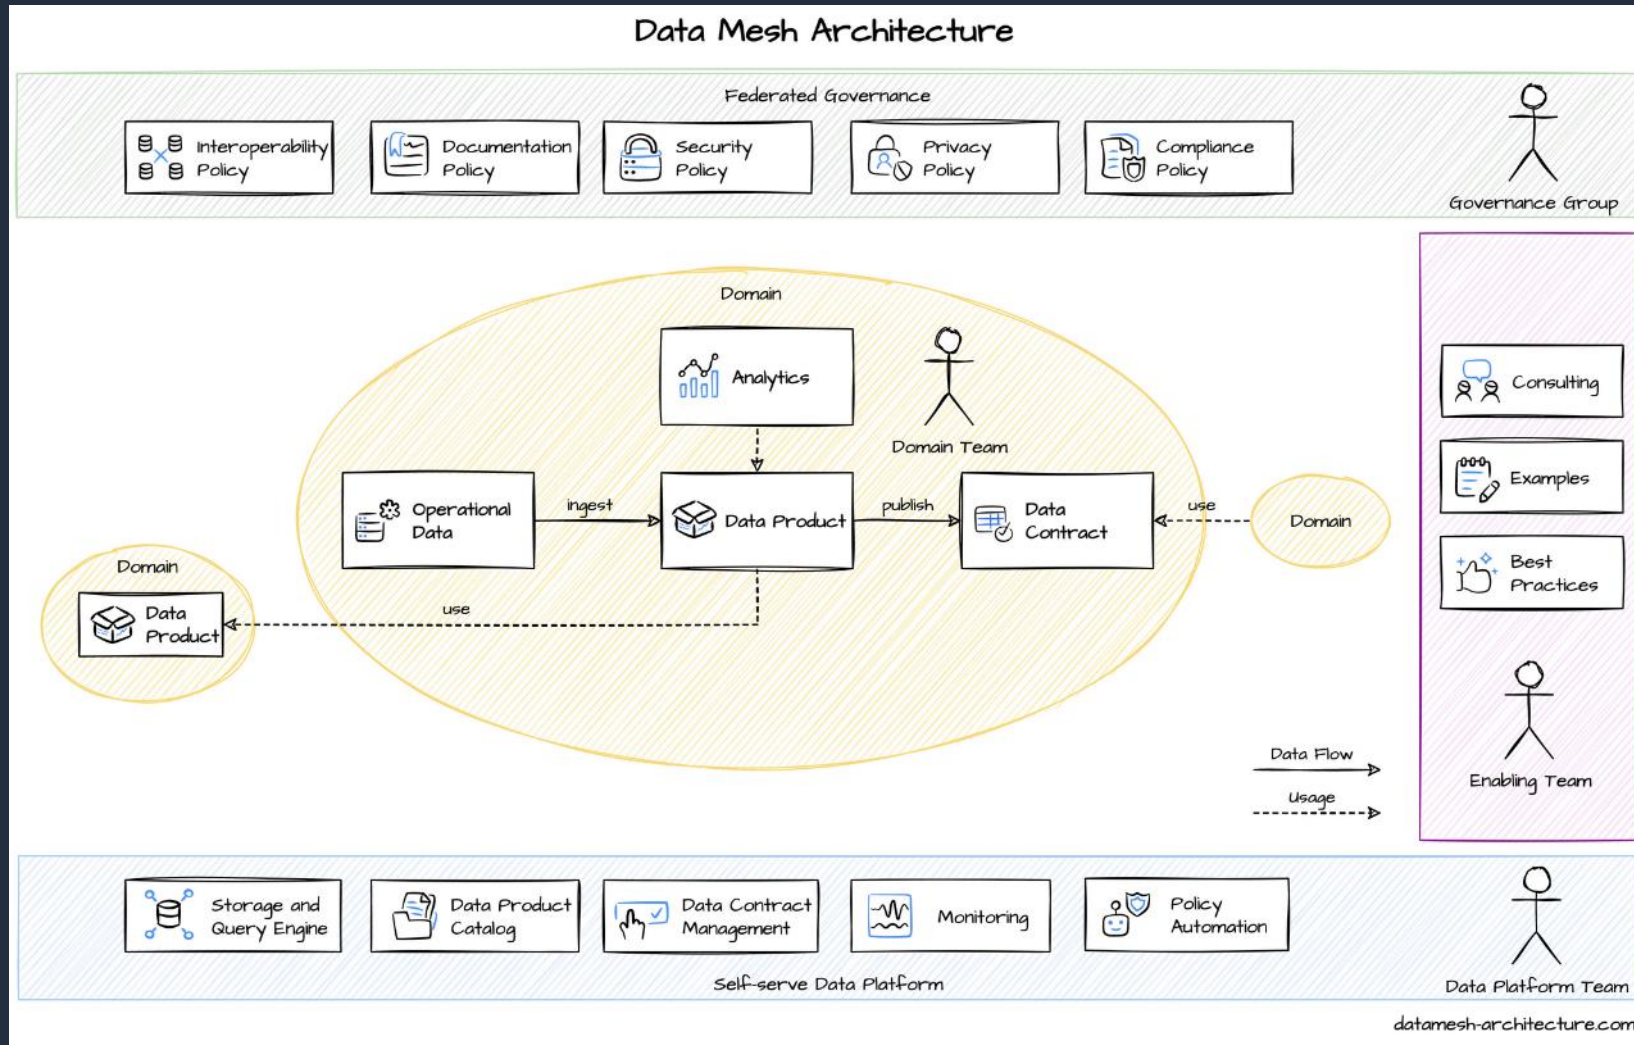 Data Mesh Architecture
Federated Governance
Interoperability
Policy
Documentation
Policy
Security
Policy
Privacy
Policy
Compliance
Policy
Governance Group
Domain
Analytics
Domain Team
Operational
Data
ingest
Data Product
publish
Data
Contract
use
Domain
Domain
Data
Product
use
Consulting
Examples
Best
Practices
Enabling Team
Data Flow
Usage
Storage and
Query Engine
Data Product
Catalog
Data Contract
Management
Monitoring
Policy
Automation
Self-serve Data Platform
Data Platform Team
datamesh-architecture.com